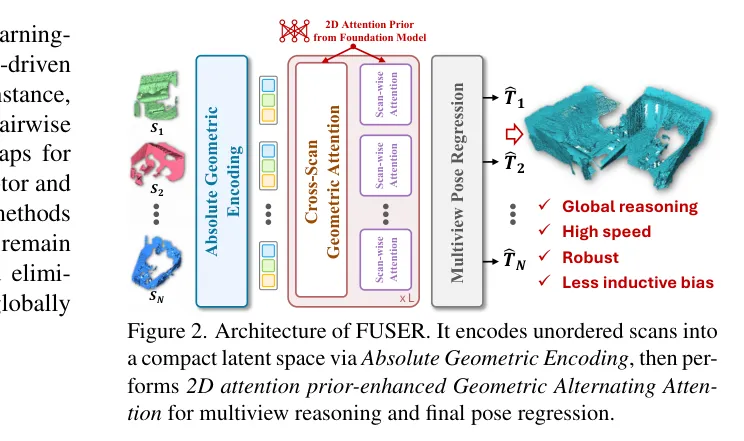 arning-
-driven
nstance,
airwise
aps for
tor and
methods
remain
elimi-
globally
2D Attention Prior
from Foundation Model
S1
S2
SN
Absolute Geometric
Encoding
Cross-Scan
Geometric Attention
Scan-wise
Attention
Scan-wise
Attention
Scan-wise
Attention
x L
Multiview Pose Regression
T̂1
T̂2
T̂N
✓ Global reasoning
✓ High speed
✓ Robust
✓ Less inductive bias
Figure 2. Architecture of FUSER. It encodes unordered scans into
a compact latent space via Absolute Geometric Encoding, then per-
forms 2D attention prior-enhanced Geometric Alternating Atten-
tion for multiview reasoning and final pose regression.